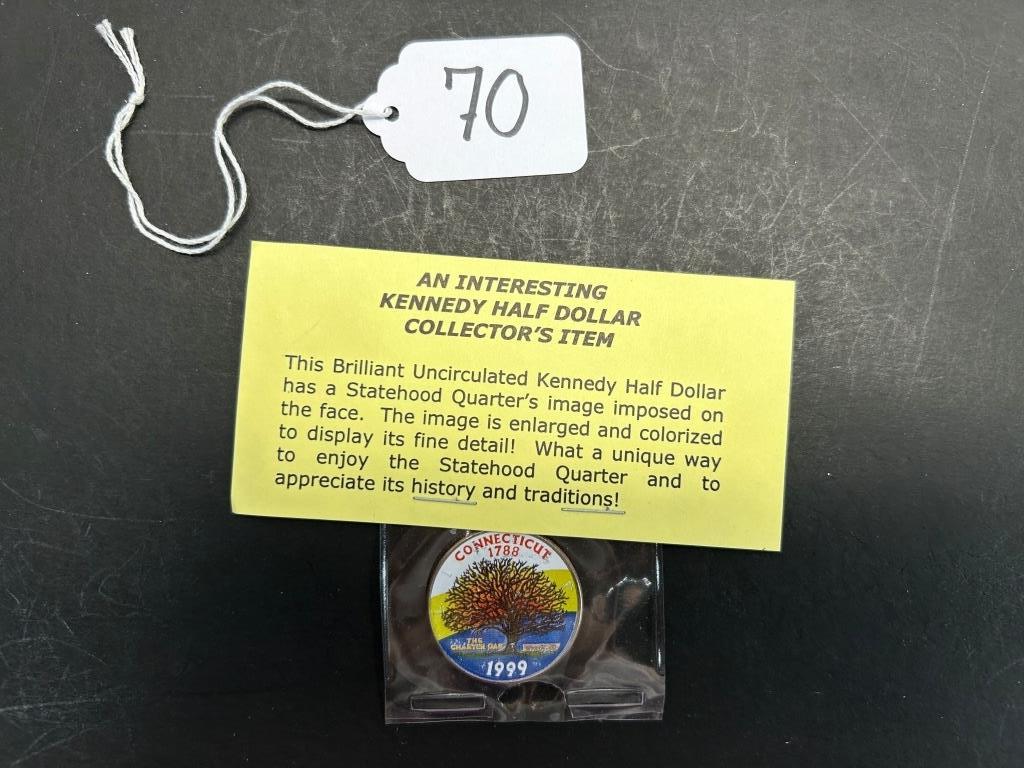 70
AN INTERESTING
KENNEDY HALF DOLLAR
COLLECTOR'S ITEM
This Brilliant Uncirculated Kennedy Half Dollar
has a Statehood Quarter's image imposed on
the face. The image is enlarged and colorized
to display its fine detail! What a unique way
to enjoy the Statehood Quarter and to
appreciate its history and traditions!
CONNECTICUT
1788
THE
CHARTER OAK
1999